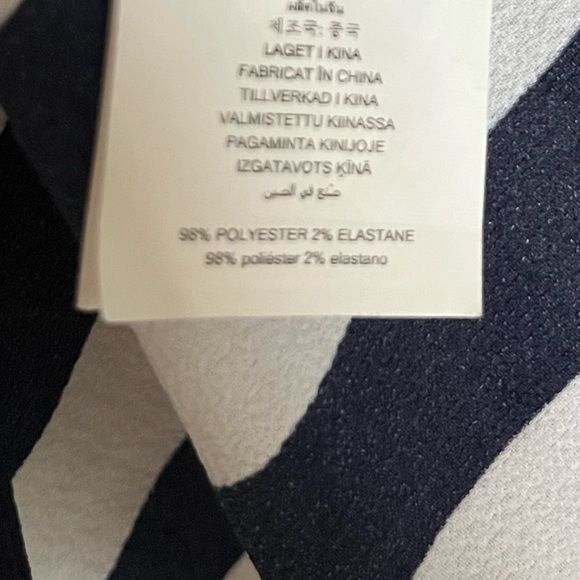 ผลิตในจีน
제조국: 중국
LAGET I KINA
FABRICAT ÎN CHINA
TILLVERKAD I KINA
VALMISTETTU KIINASSA
PAGAMINTA KINIJOJE
IZGATAVOTS ĶĪNĀ
صنع في الصين
98% POLYESTER 2% ELASTANE
98% poliéster 2% elastano